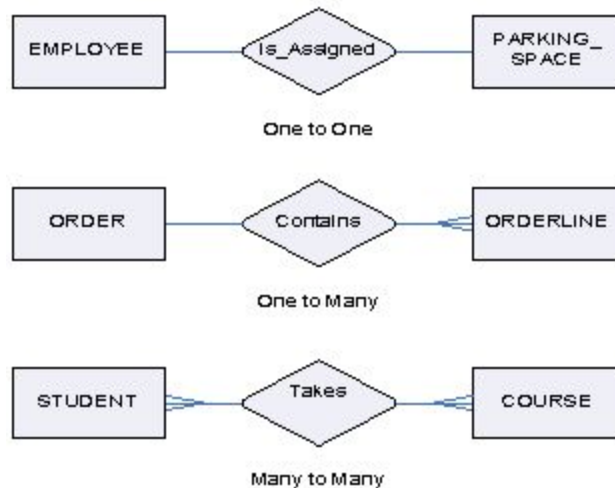 EMPLOYEE
Is_Assigned
PARKING_
SPACE
One to One
ORDER
Contains
ORDERLINE
One to Many
STUDENT
Takes
COURSE
Many to Many